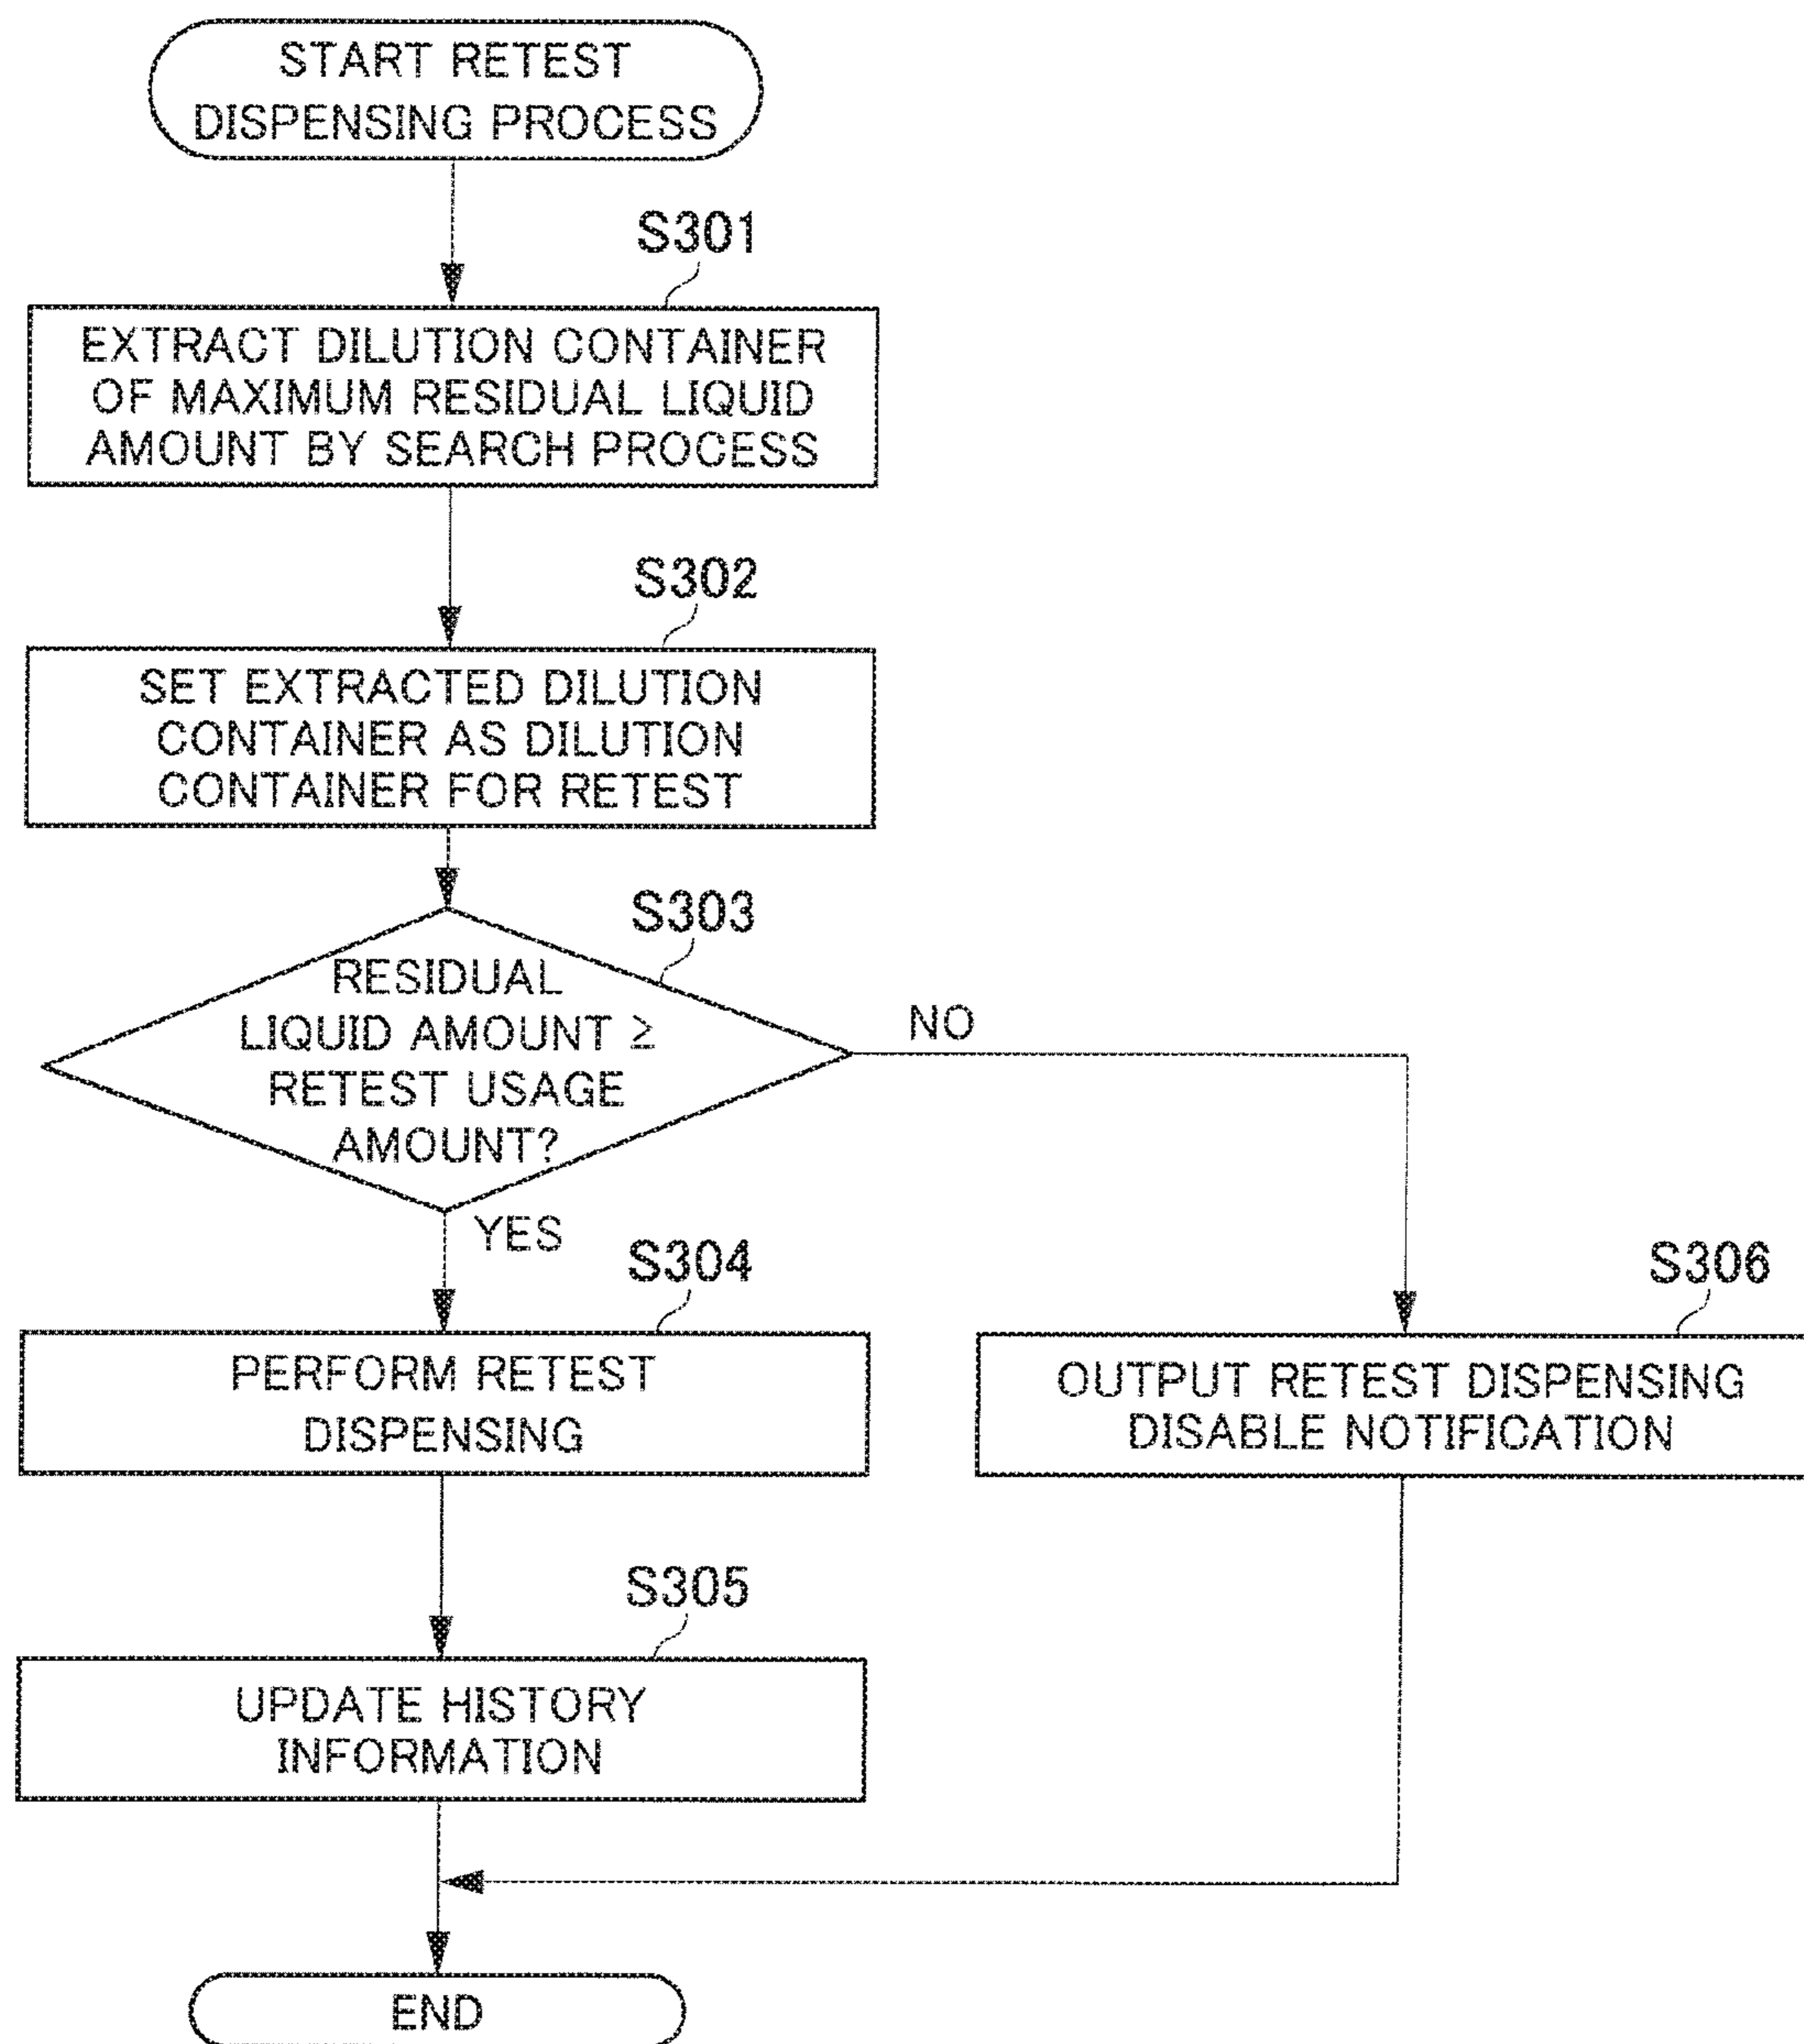 START RETEST
DISPENSING PROCESS
S301
EXTRACT DILUTION CONTAINER
OF MAXIMUM RESIDUAL LIQUID
AMOUNT BY SEARCH PROCESS
S302
SET EXTRACTED DILUTION
CONTAINER AS DILUTION
CONTAINER FOR RETEST
S303
RESIDUAL
LIQUID AMOUNT ≥
RETEST USAGE
AMOUNT?
NO
YES
S304
PERFORM RETEST
DISPENSING
S306
OUTPUT RETEST DISPENSING
DISABLE NOTIFICATION
S305
UPDATE HISTORY
INFORMATION
END